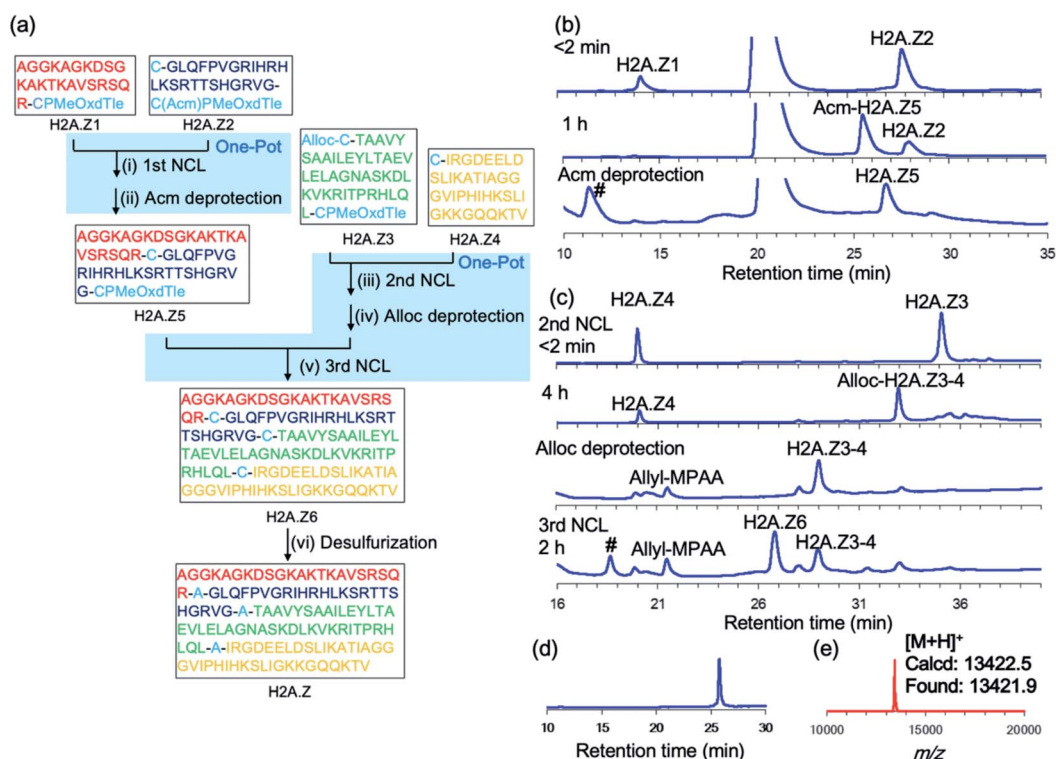 (a)
AGGKAGKDSG
KAKTKAVSRSQ
R-CPMeOxdTle
H2A.Z1
C-GLQFPVGRIHRH
LKSRTTSHGRVG-
C(Acm)PMeOxdTle
H2A.Z2
One-Pot
(i) 1st NCL
(ii) Acm deprotection
Alloc-C-TAAVY
SAAILEYLTAEV
LELAGNASKDL
KVKRITPRHLQ
L-CPMeOxdTle
H2A.Z3
C-IRGDEELD
SLIKATIAGG
GVIPHIHKSLI
GKKGQQKTV
H2A.Z4
AGGKAGKDSGKAKTKA
VSRSQR-C-GLQFPVG
RIHRHLKSRTTSHGRV
G-CPMeOxdTle
H2A.Z5
One-Pot
(iii) 2nd NCL
(iv) Alloc deprotection
(v) 3rd NCL
AGGKAGKDSGKAKTKAVSRS
QR-C-GLQFPVGRIHRHLKSRT
TSHGRVG-C-TAAVYSAAILEYL
TAEVLELAGNASKDLKVKRITP
RHLQL-C-IRGDEELDSLIKATIA
GGGVIPHIHKSLIGKKGQQKTV
H2A.Z6
(vi) Desulfurization
AGGKAGKDSGKAKTKAVSRSQ
R-A-GLQFPVGRIHRHLKSRTTS
HGRVG-A-TAAVYSAAILEYLTA
EVLELAGNASKDLKVKRITPRH
LQL-A-IRGDEELDSLIKATIAGG
GVIPHIHKSLIGKKGQQKTV
H2A.Z
(b)
<2 min
H2A.Z1
H2A.Z2
1 h
Acm-H2A.Z5
H2A.Z2
Acm deprotection
#
H2A.Z5
10 15 20 25 30 35
Retention time (min)
(c)
2nd NCL
<2 min
H2A.Z4
H2A.Z3
4 h
H2A.Z4
Alloc-H2A.Z3-4
Alloc deprotection
Allyl-MPAA
H2A.Z3-4
3rd NCL
2 h
#
Allyl-MPAA
H2A.Z6
H2A.Z3-4
16 21 26 31 36
Retention time (min)
(d)
10 15 20 25 30
Retention time (min)
(e)
[M+H]+
Calcd: 13422.5
Found: 13421.9
10000 15000 20000
m/z